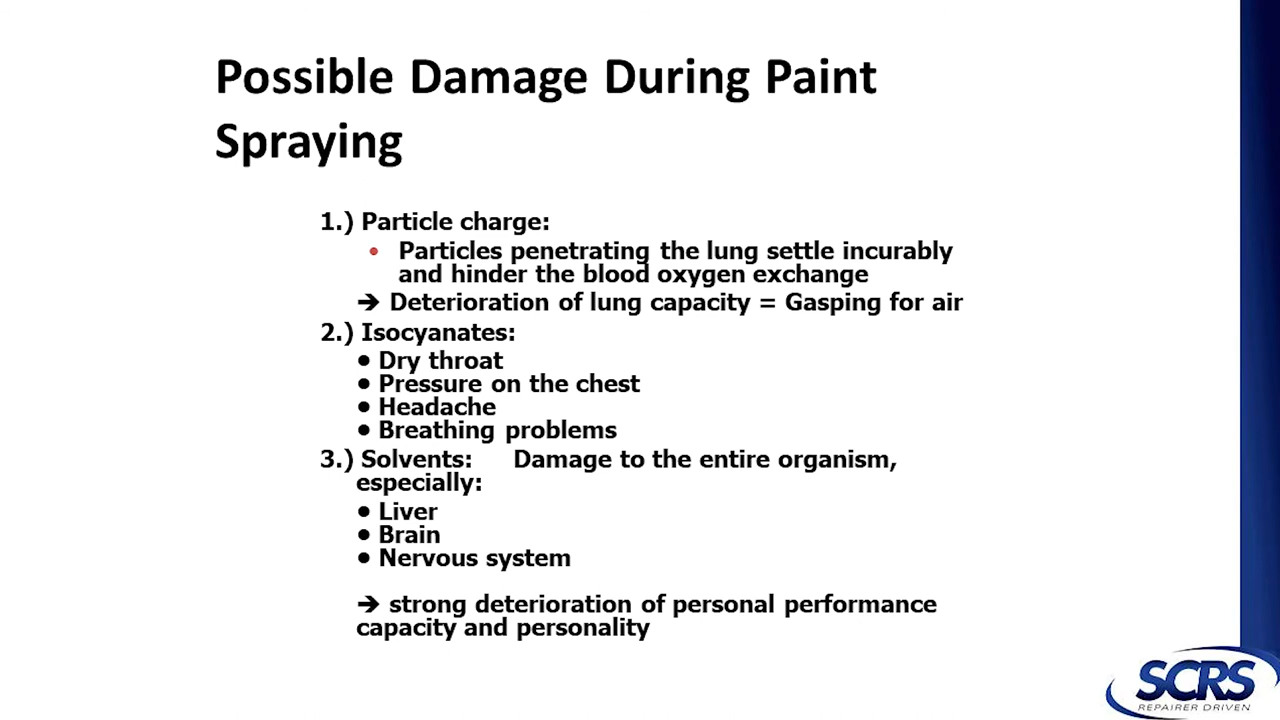 Possible Damage During Paint
Spraying
1.) Particle charge:
• Particles penetrating the lung settle incurably
and hinder the blood oxygen exchange
➔ Deterioration of lung capacity = Gasping for air
2.) Isocyanates:
● Dry throat
● Pressure on the chest
● Headache
● Breathing problems
3.) Solvents: Damage to the entire organism,
especially:
● Liver
● Brain
● Nervous system
➔ strong deterioration of personal performance
capacity and personality
SCRS
REPAIRER DRIVEN